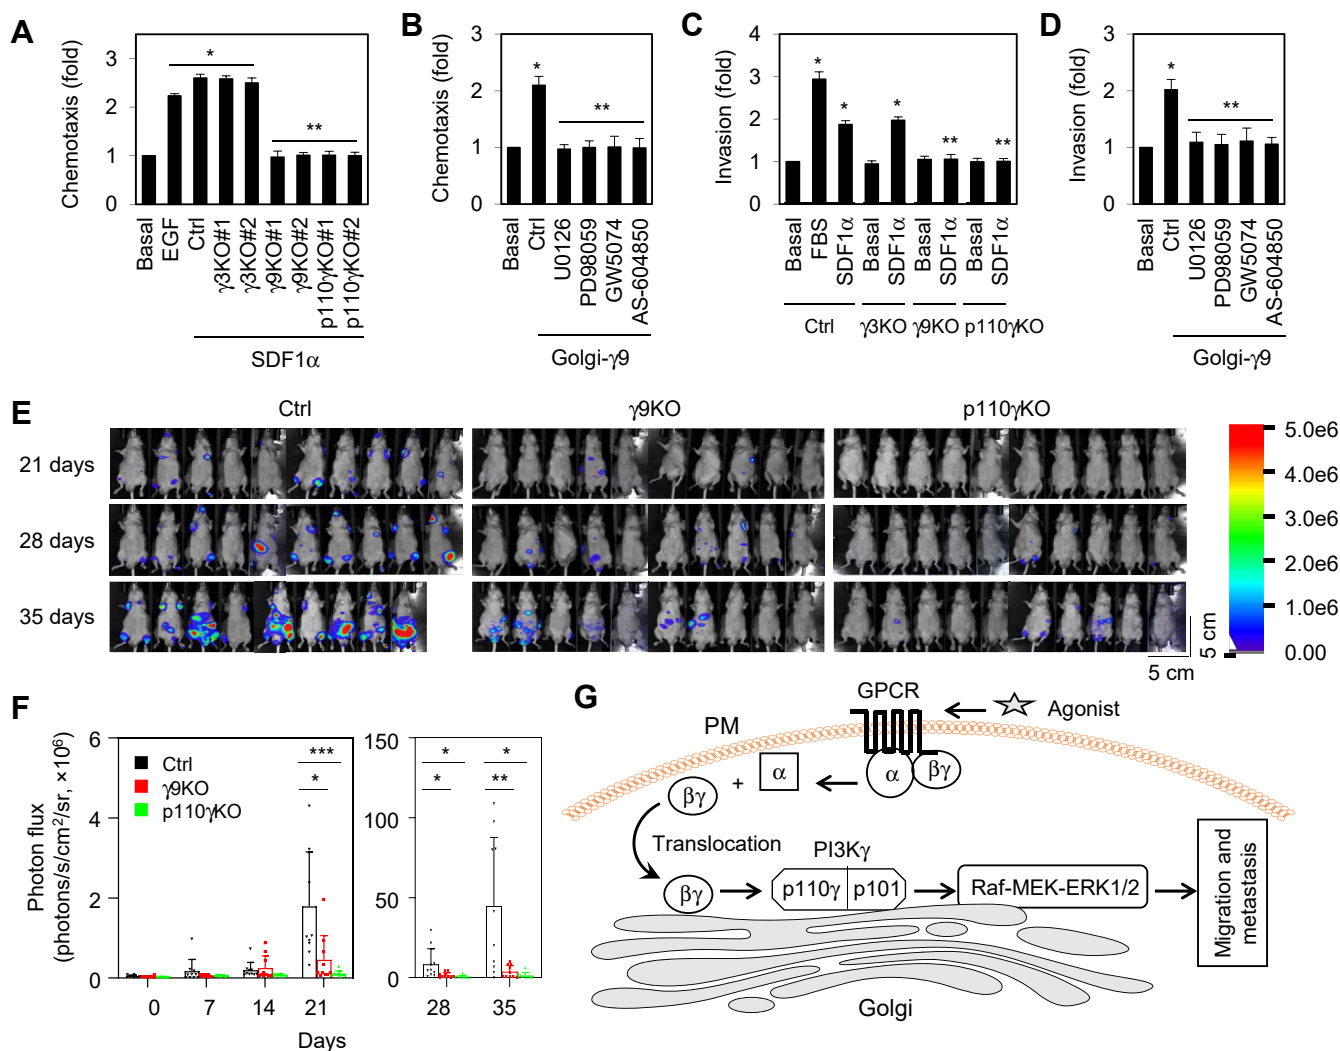 A
Chemotaxis (fold)
3
2
1
0
*
**
Basal
EGF
Ctrl
γ3KO#1
γ3KO#2
γ9KO#1
γ9KO#2
p110γKO#1
p110γKO#2
SDF1α
B
Chemotaxis (fold)
3
2
1
0
*
**
Basal
Ctrl
U0126
PD98059
GW5074
AS-604850
Golgi-γ9
C
Invasion (fold)
4
3
2
1
0
*
*
*
**
**
Basal
FBS
SDF1α
Basal
SDF1α
Basal
SDF1α
Basal
SDF1α
Ctrl
γ3KO
γ9KO
p110γKO
D
Invasion (fold)
3
2
1
0
*
**
Basal
Ctrl
U0126
PD98059
GW5074
AS-604850
Golgi-γ9
E
Ctrl
γ9KO
p110γKO
21 days
28 days
35 days
5.0e6
4.0e6
3.0e6
2.0e6
1.0e6
0.00
5 cm
5 cm
F
Photon flux
(photons/s/cm²/sr, ×10⁶)
6
4
2
0
Ctrl
γ9KO
p110γKO
***
*
0
7
14
21
150
100
50
0
*
*
*
**
28
35
Days
G
GPCR
Agonist
PM
α
βγ
α
+
βγ
Translocation
βγ
PI3Kγ
p110γ
p101
Raf-MEK-ERK1/2
Migration and
metastasis
Golgi